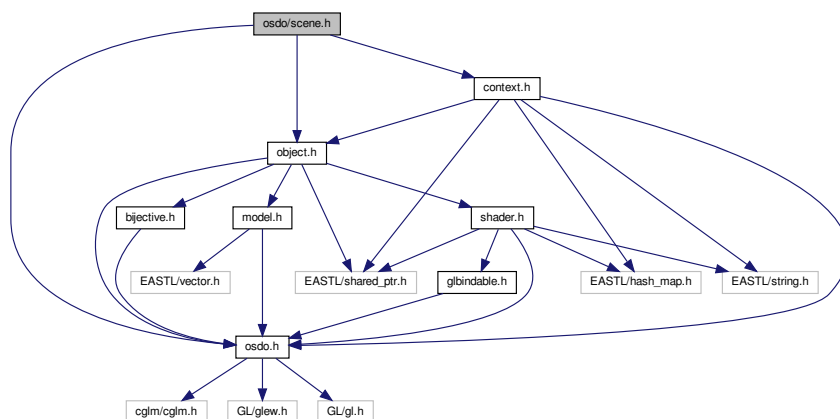 osdo/scene.h
context.h
object.h
bijective.h
model.h
shader.h
EASTL/vector.h
EASTL/shared_ptr.h
glbindable.h
EASTL/hash_map.h
EASTL/string.h
osdo.h
cglm/cglm.h
GL/glew.h
GL/gl.h